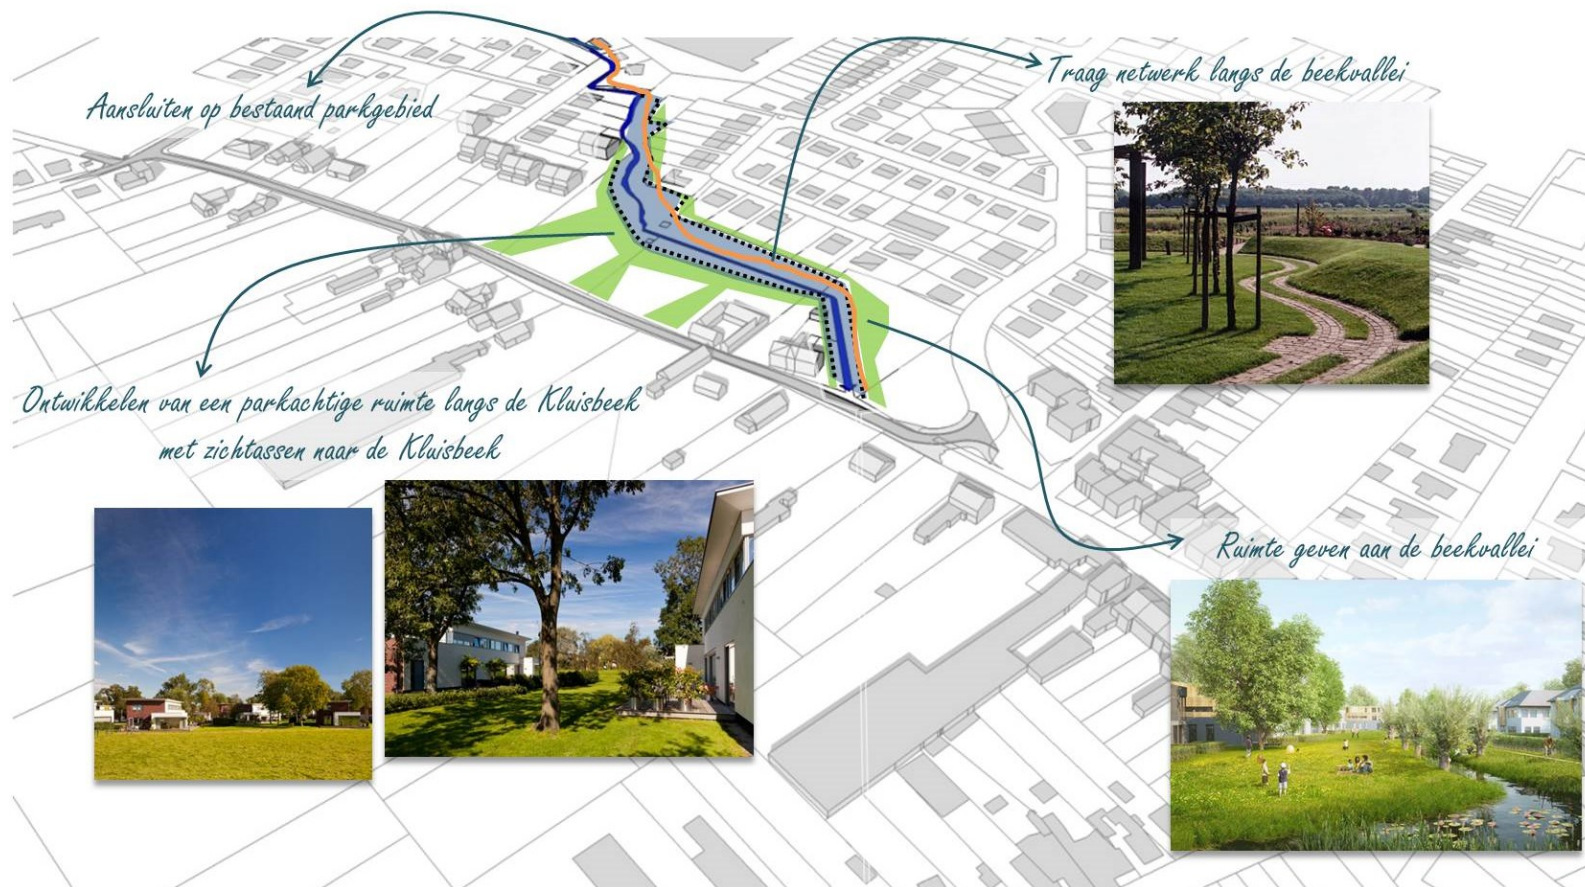 Aansluiten op bestaand parkgebied
Traag netwerk langs de beekvallei
Ontwikkelen van een parkachtige ruimte langs de Kluisbeek
met zichtassen naar de Kluisbeek
Ruimte geven aan de beekvallei